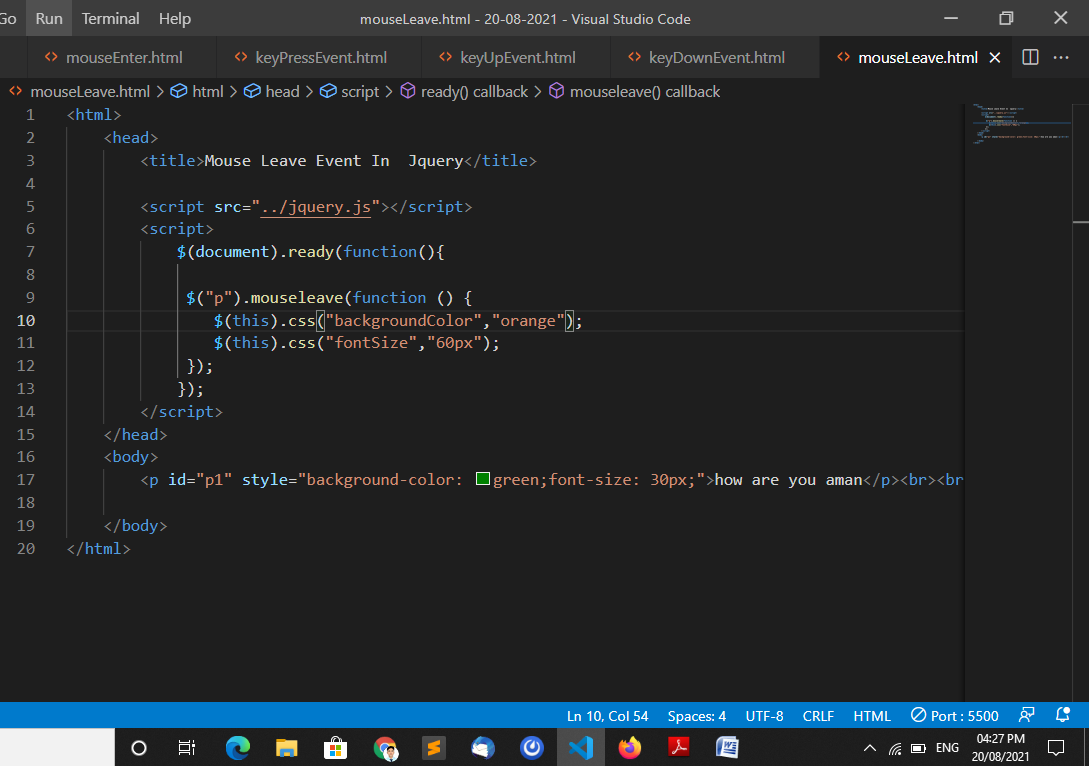 Go Run Terminal Help mouseLeave.html - 20-08-2021 - Visual Studio Code
mouseEnter.html keyPressEvent.html keyUpEvent.html keyDownEvent.html mouseLeave.html
mouseLeave.html > html > head > script > ready() callback > mouseleave() callback
1 <html>
2 <head>
3 <title>Mouse Leave Event In  Jquery</title>
4
5 <script src="../jquery.js"></script>
6 <script>
7 $(document).ready(function(){
8
9 $("p").mouseleave(function () {
10 $(this).css("backgroundColor","orange");
11 $(this).css("fontSize","60px");
12 });
13 });
14 </script>
15 </head>
16 <body>
17 <p id="p1" style="background-color: green;font-size: 30px;">how are you aman</p><br><br
18
19 </body>
20 </html>
Ln 10, Col 54 Spaces: 4 UTF-8 CRLF HTML Port : 5500
ENG 04:27 PM
20/08/2021